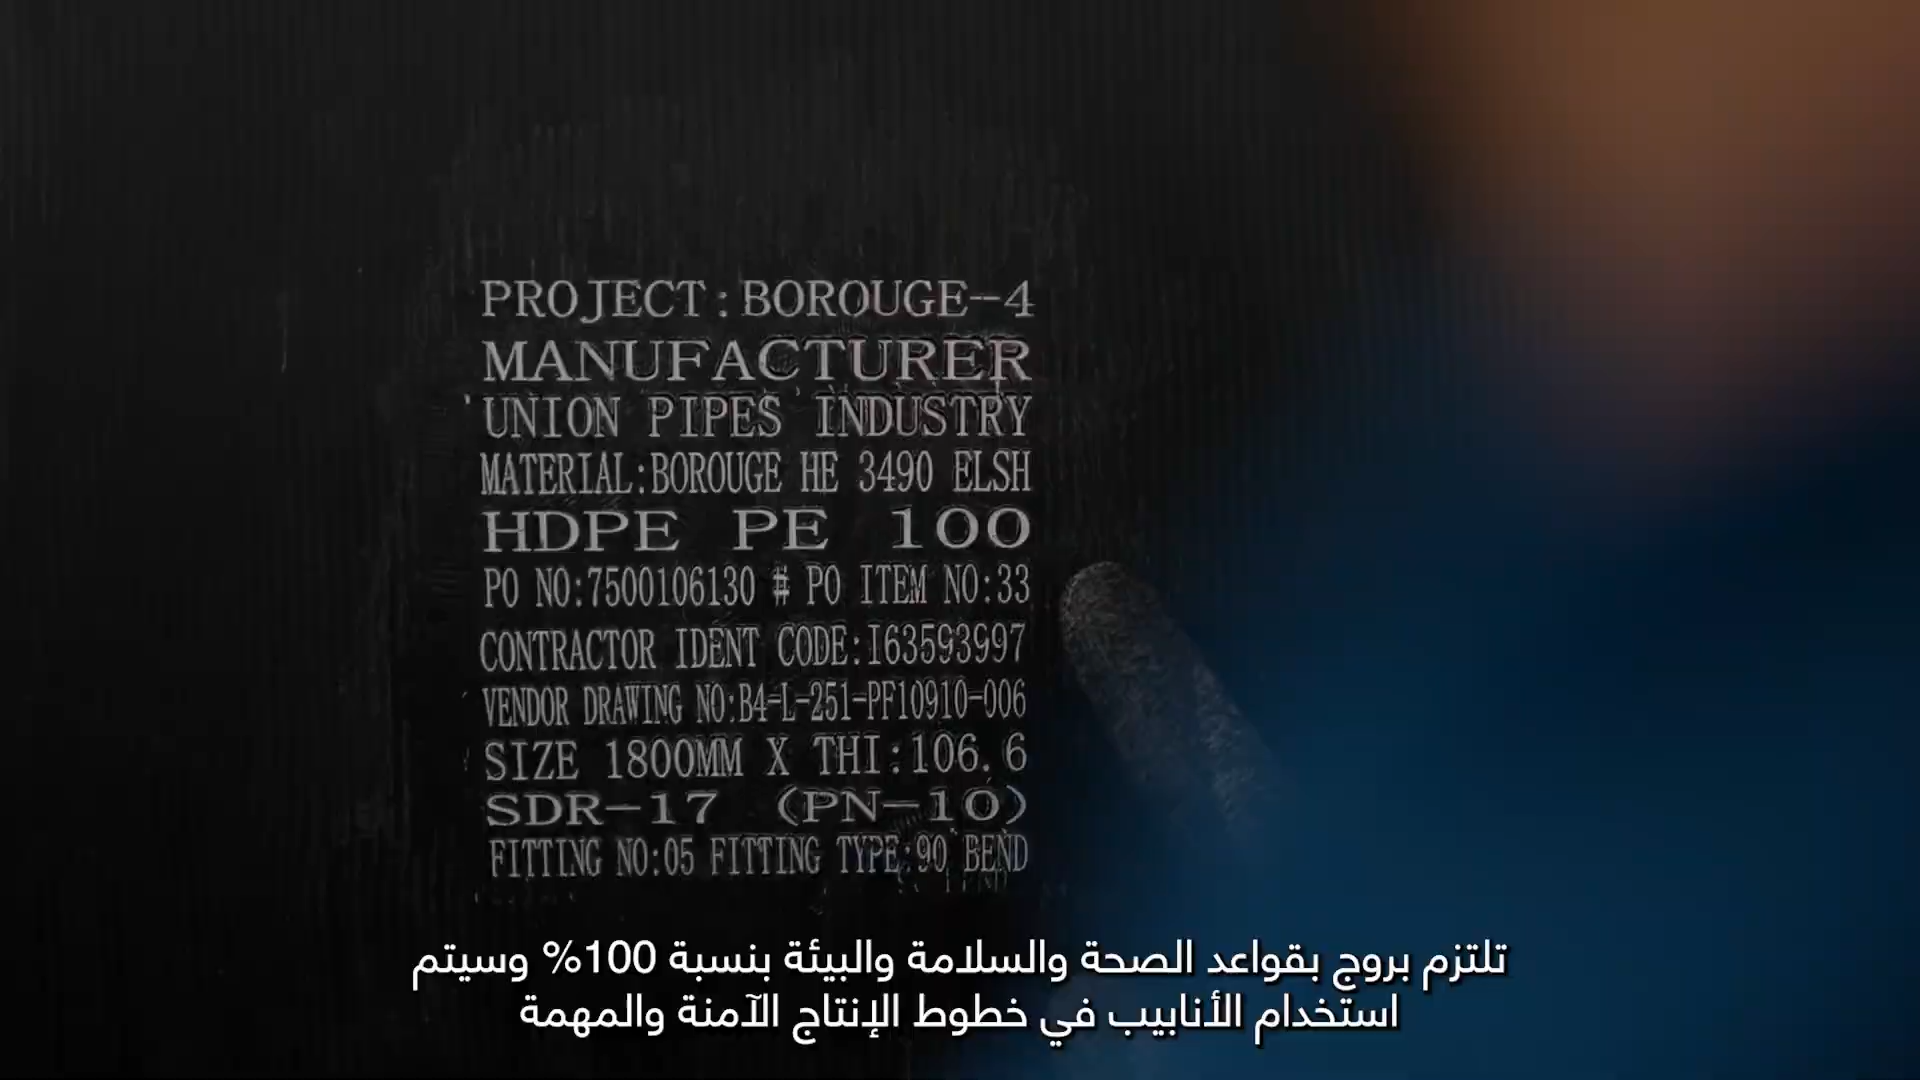 PROJECT:BOROUGE-4
MANUFACTURER
UNION PIPES INDUSTRY
MATERIAL:BOROUGE HE 3490 ELSH
HDPE PE 100
PO NO:7500106130 # PO ITEM NO:33
CONTRACTOR IDENT CODE:I63593997
VENDOR DRAWING NO:B4-L-251-PF10910-006
SIZE 1800MM X THI:106.6
SDR-17 (PN-10)
FITTING NO:05 FITTING TYPE:90 BEND
تلتزم بروج بقواعد الصحة والسلامة والبيئة بنسبة 100% وسيتم
استخدام الأنابيب في خطوط الإنتاج الآمنة والمهمة